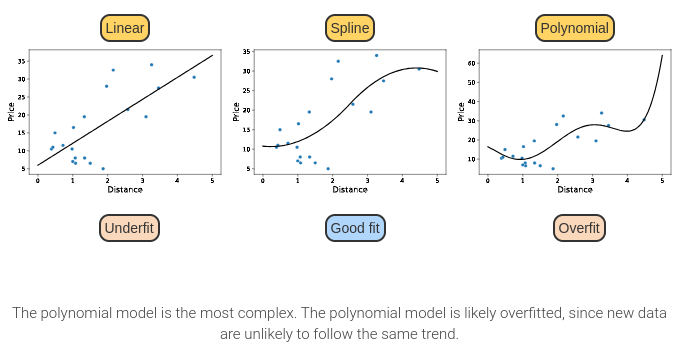 Linear
Spline
Polynomial
Price
35
30
25
20
15
10
5
0
1
2
3
4
5
Distance
Price
35
30
25
20
15
10
5
0
1
2
3
4
5
Distance
Price
60
50
40
30
20
10
0
1
2
3
4
5
Distance
Underfit
Good fit
Overfit
The polynomial model is the most complex. The polynomial model is likely overfitted, since new data
are unlikely to follow the same trend.